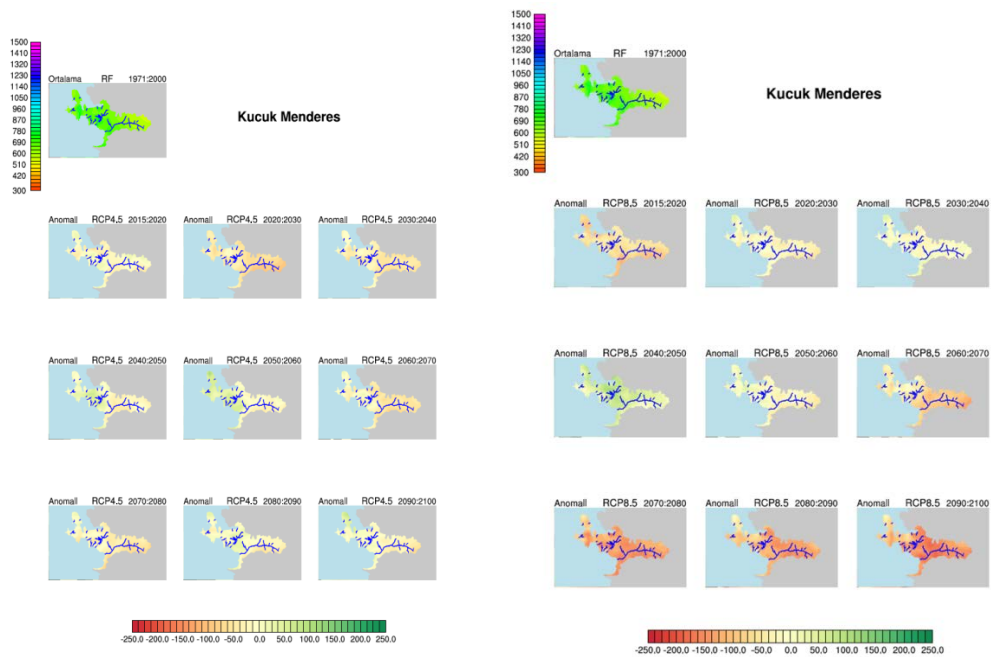 1500
1410
1320
1230
1140
1050
960
870
780
690
600
510
420
300
Ortalama RF 1971:2000
Kucuk Menderes
Anomali RCP4.5 2015:2020
Anomali RCP4.5 2020:2030
Anomali RCP4.5 2030:2040
Anomali RCP4.5 2040:2050
Anomali RCP4.5 2050:2060
Anomali RCP4.5 2060:2070
Anomali RCP4.5 2070:2080
Anomali RCP4.5 2080:2090
Anomali RCP4.5 2090:2100
-250.0 -200.0 -150.0 -100.0 -50.0 0.0 50.0 100.0 150.0 200.0 250.0
1500
1410
1320
1230
1140
1050
960
870
780
690
600
510
420
300
Ortalama RF 1971:2000
Kucuk Menderes
Anomali RCP8.5 2015:2020
Anomali RCP8.5 2020:2030
Anomali RCP8.5 2030:2040
Anomali RCP8.5 2040:2050
Anomali RCP8.5 2050:2060
Anomali RCP8.5 2060:2070
Anomali RCP8.5 2070:2080
Anomali RCP8.5 2080:2090
Anomali RCP8.5 2090:2100
-250.0 -200.0 -150.0 -100.0 -50.0 0.0 50.0 100.0 150.0 200.0 250.0